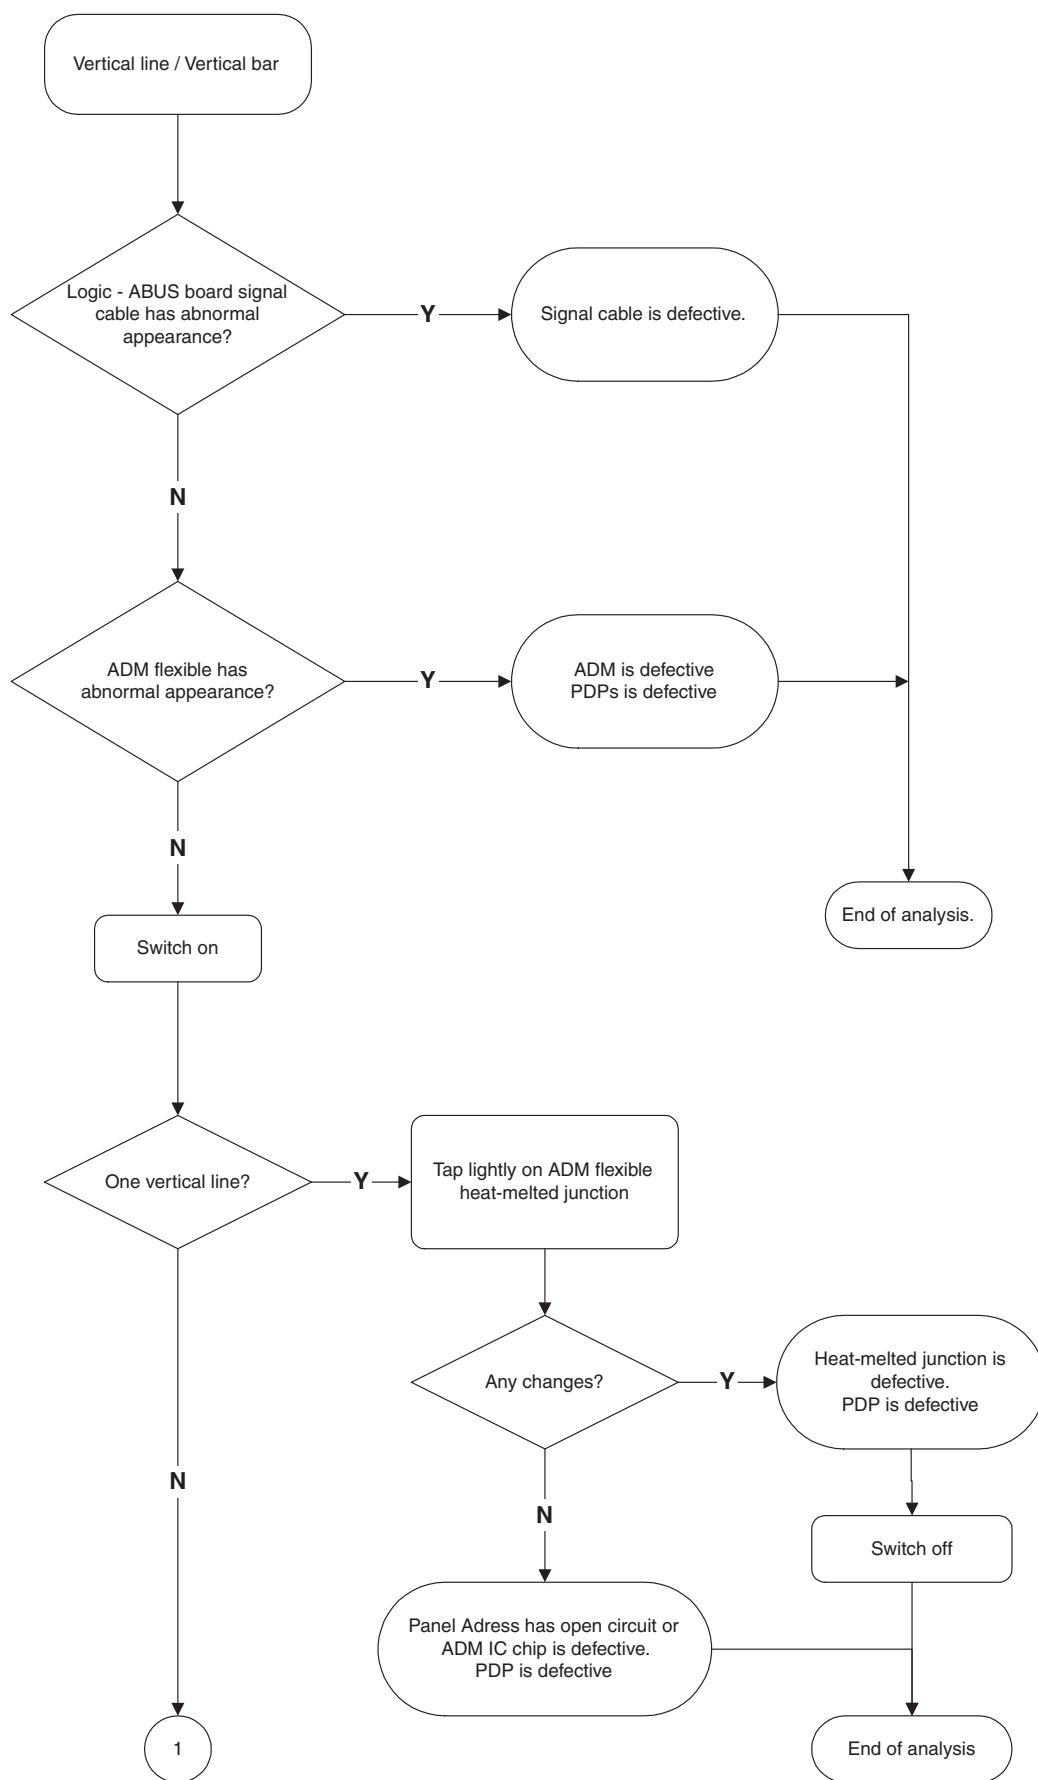 Vertical line / Vertical bar
Logic - ABUS board signal
cable has abnormal
appearance?
Y
Signal cable is defective.
N
ADM flexible has
abnormal appearance?
Y
ADM is defective
PDPs is defective
N
End of analysis.
Switch on
One vertical line?
Y
Tap lightly on ADM flexible
heat-melted junction
Any changes?
Y
Heat-melted junction is
defective.
PDP is defective
N
N
Switch off
Panel Adress has open circuit or
ADM IC chip is defective.
PDP is defective
1
End of analysis